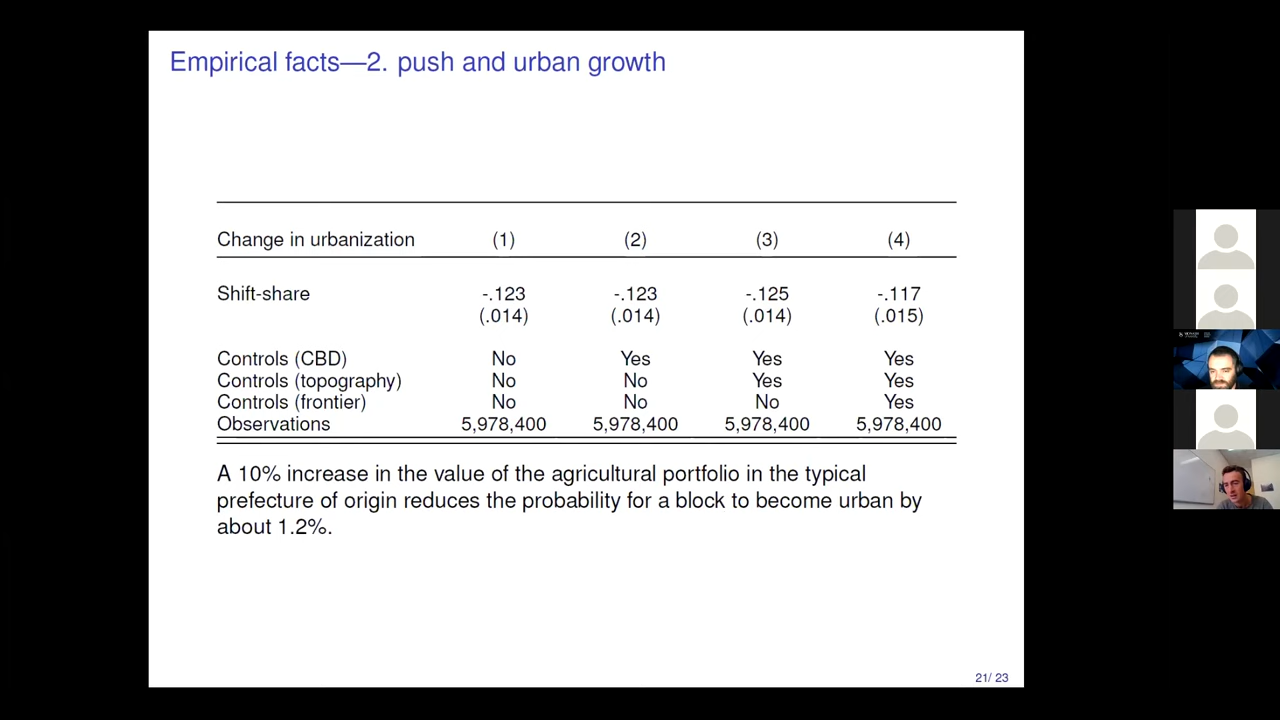 Empirical facts—2. push and urban growth
Change in urbanization (1) (2) (3) (4)
Shift-share -.123 -.123 -.125 -.117
(.014) (.014) (.014) (.015)
Controls (CBD) No Yes Yes Yes
Controls (topography) No No Yes Yes
Controls (frontier) No No No Yes
Observations 5,978,400 5,978,400 5,978,400 5,978,400
A 10% increase in the value of the agricultural portfolio in the typical
prefecture of origin reduces the probability for a block to become urban by
about 1.2%.
21/ 23